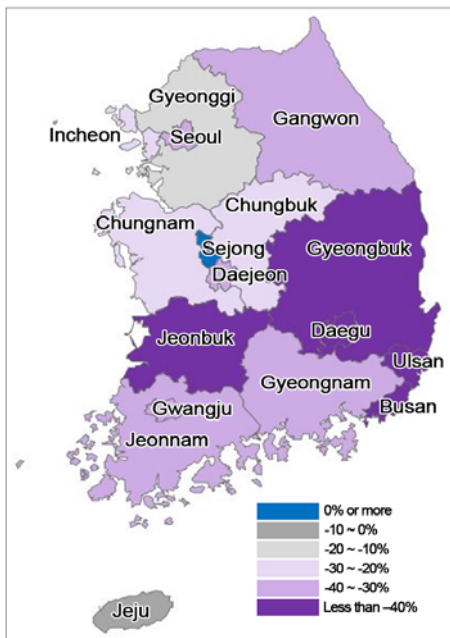 Gyeonggi
Incheon
Seoul
Gangwon
Chungnam
Chungbuk
Sejong
Gyeongbuk
Daejeon
Jeonbuk
Daegu
Ulsan
Gyeongnam
Busan
Gwangju
Jeonnam
Jeju
0% or more
-10 ~ 0%
-20 ~ -10%
-30 ~ -20%
-40 ~ -30%
Less than –40%